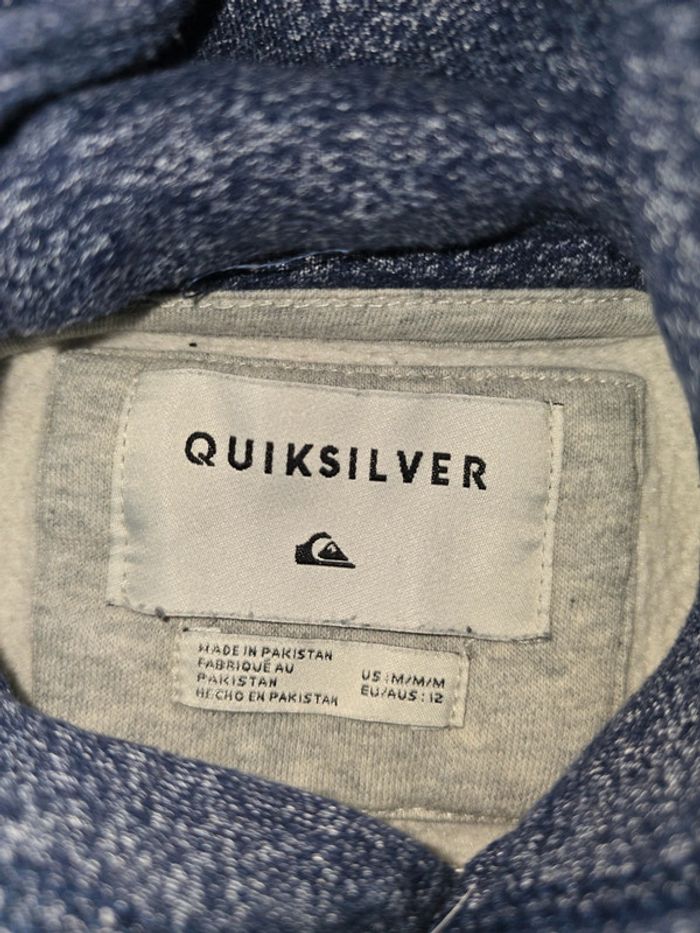 QUIKSILVER
MADE IN PAKISTAN
FABRIQUÉ AU
PAKISTAN
HECHO EN PAKISTAN
US : M/M/M
EU/AUS : 12